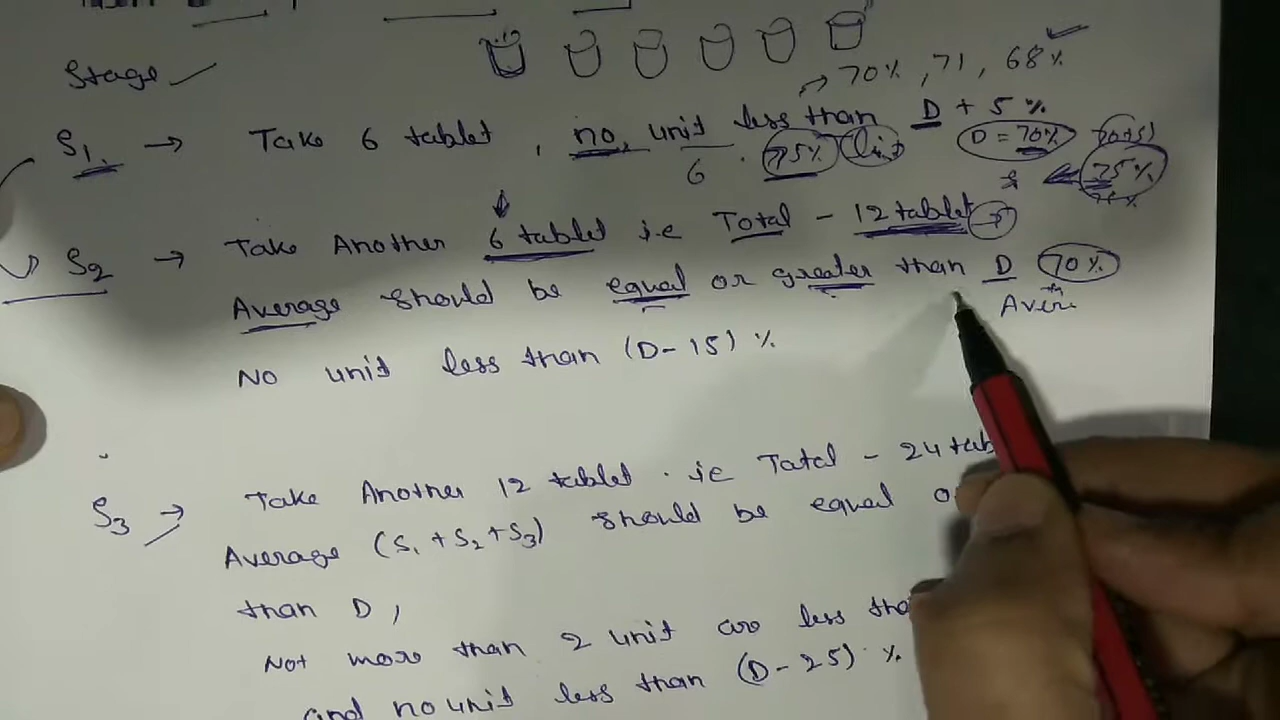 → 70% , 71 , 68%
Stage
S1. → Take 6 tablet , no unit less than D + 5 %
6 . 75% D = 70% 70+5)
75%
S2 → Take Another 6 tablet i.e Total - 12 tablet →
Average should be equal or greater than D 70%
Aver
No unit less than (D-15) %
S3 → Take Another 12 tablet . ie Total - 24 tab
Average (S1 + S2 + S3) should be equal o
than D,
Not more than 2 unit are less tha
and no unit less than (D-25) %